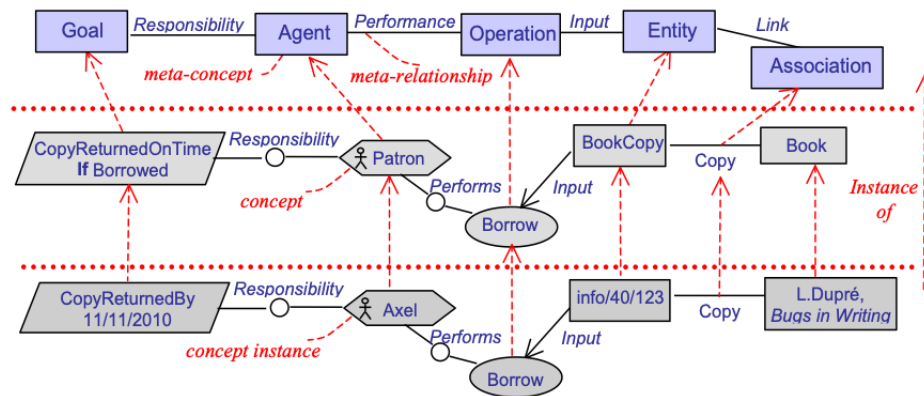 Goal
Responsibility
Agent
Performance
Operation
Input
Entity
Link
Association
meta-concept
meta-relationship
CopyReturnedOnTime
If Borrowed
Responsibility
Patron
BookCopy
Copy
Book
concept
Performs
Input
Instance
of
Borrow
CopyReturnedBy
11/11/2010
Responsibility
Axel
info/40/123
Copy
L.Dupré,
Bugs in Writing
concept instance
Performs
Input
Borrow